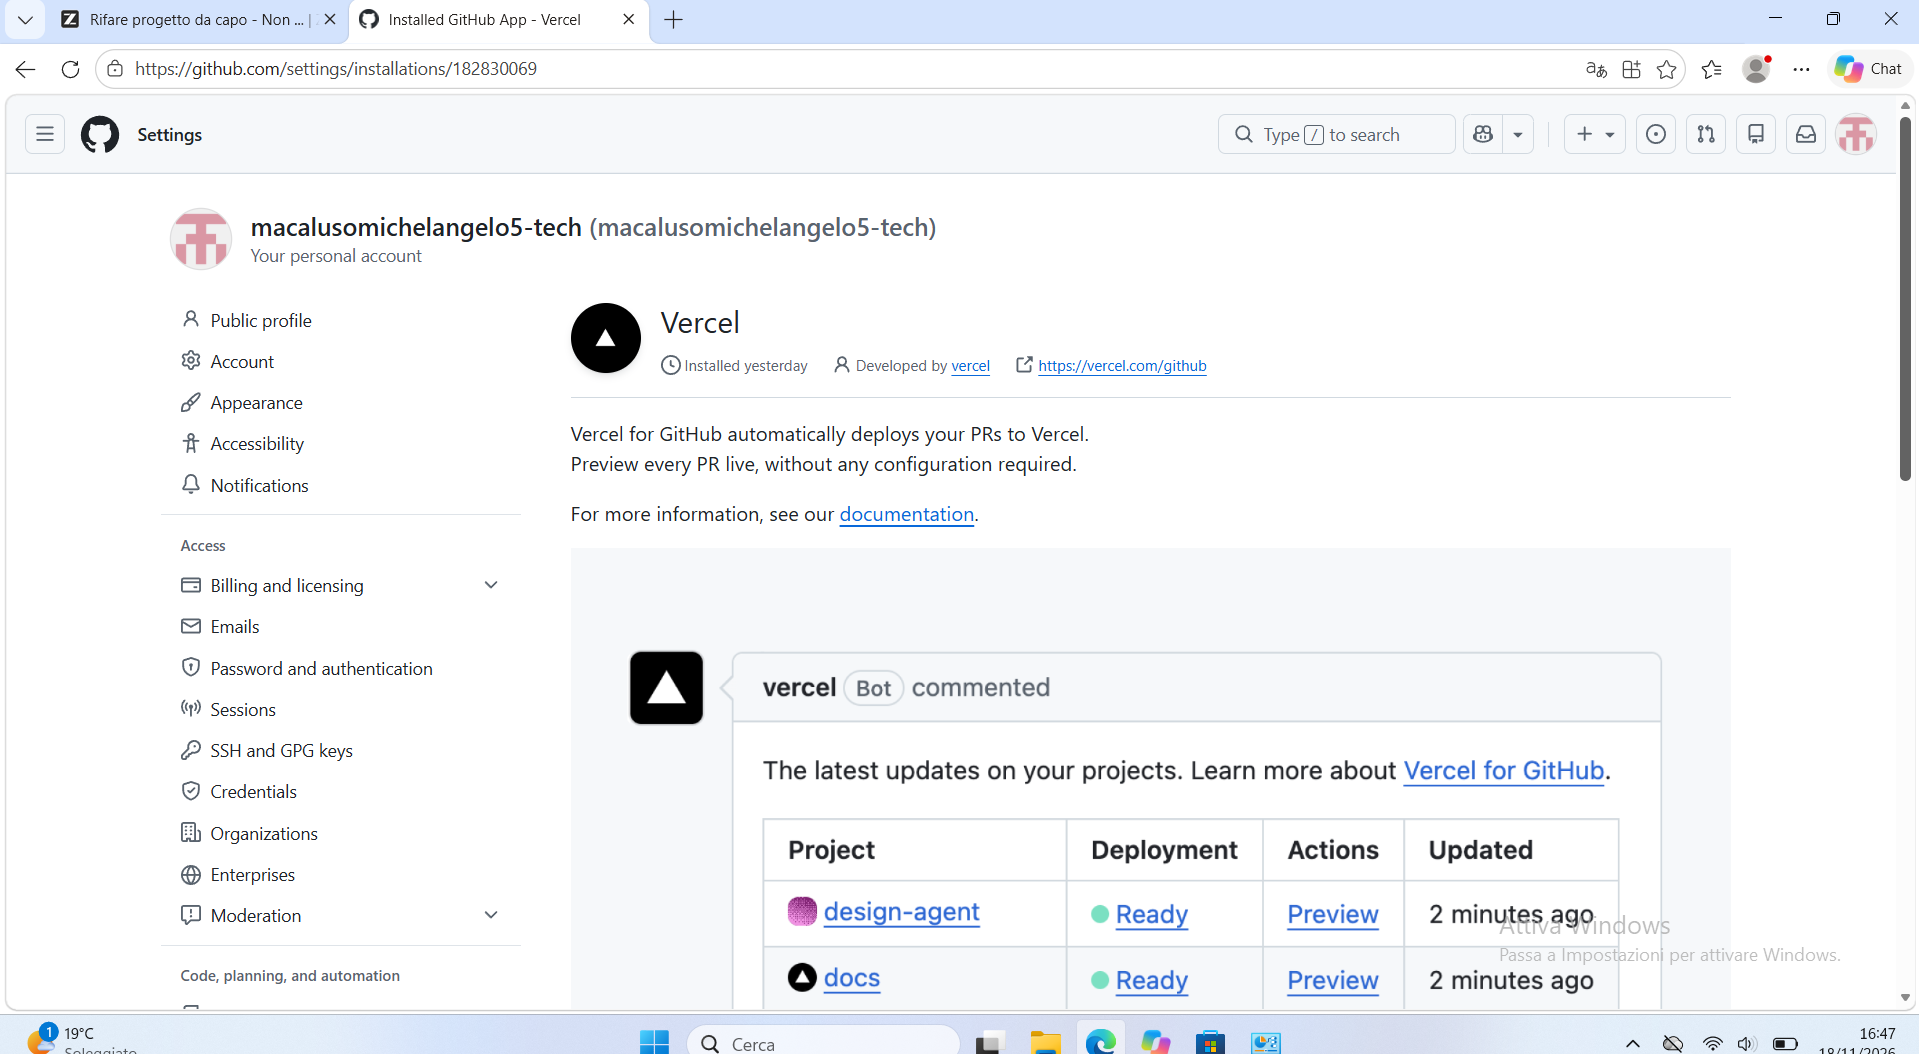 Rifare progetto da capo - Non ... |
Installed GitHub App - Vercel
https://github.com/settings/installations/182830069
Chat
Settings
Type / to search
macalusomichelangelo5-tech (macalusomichelangelo5-tech)
Your personal account
Public profile
Account
Appearance
Accessibility
Notifications
Access
Billing and licensing
Emails
Password and authentication
Sessions
SSH and GPG keys
Credentials
Organizations
Enterprises
Moderation
Code, planning, and automation
Vercel
Installed yesterday Developed by vercel https://vercel.com/github
Vercel for GitHub automatically deploys your PRs to Vercel.
Preview every PR live, without any configuration required.
For more information, see our documentation.
vercel Bot commented
The latest updates on your projects. Learn more about Vercel for GitHub.
Project Deployment Actions Updated
design-agent Ready Preview 2 minutes ago
docs Ready Preview 2 minutes ago
Attiva Windows
Passa a Impostazioni per attivare Windows.
1
19°C
Soleggiato
Cerca
16:47
18/11/2026